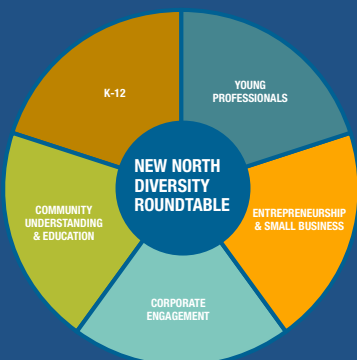 K-12
YOUNG
PROFESSIONALS
NEW NORTH
DIVERSITY
ROUNDTABLE
COMMUNITY
UNDERSTANDING
& EDUCATION
ENTREPRENEURSHIP
& SMALL BUSINESS
CORPORATE
ENGAGEMENT